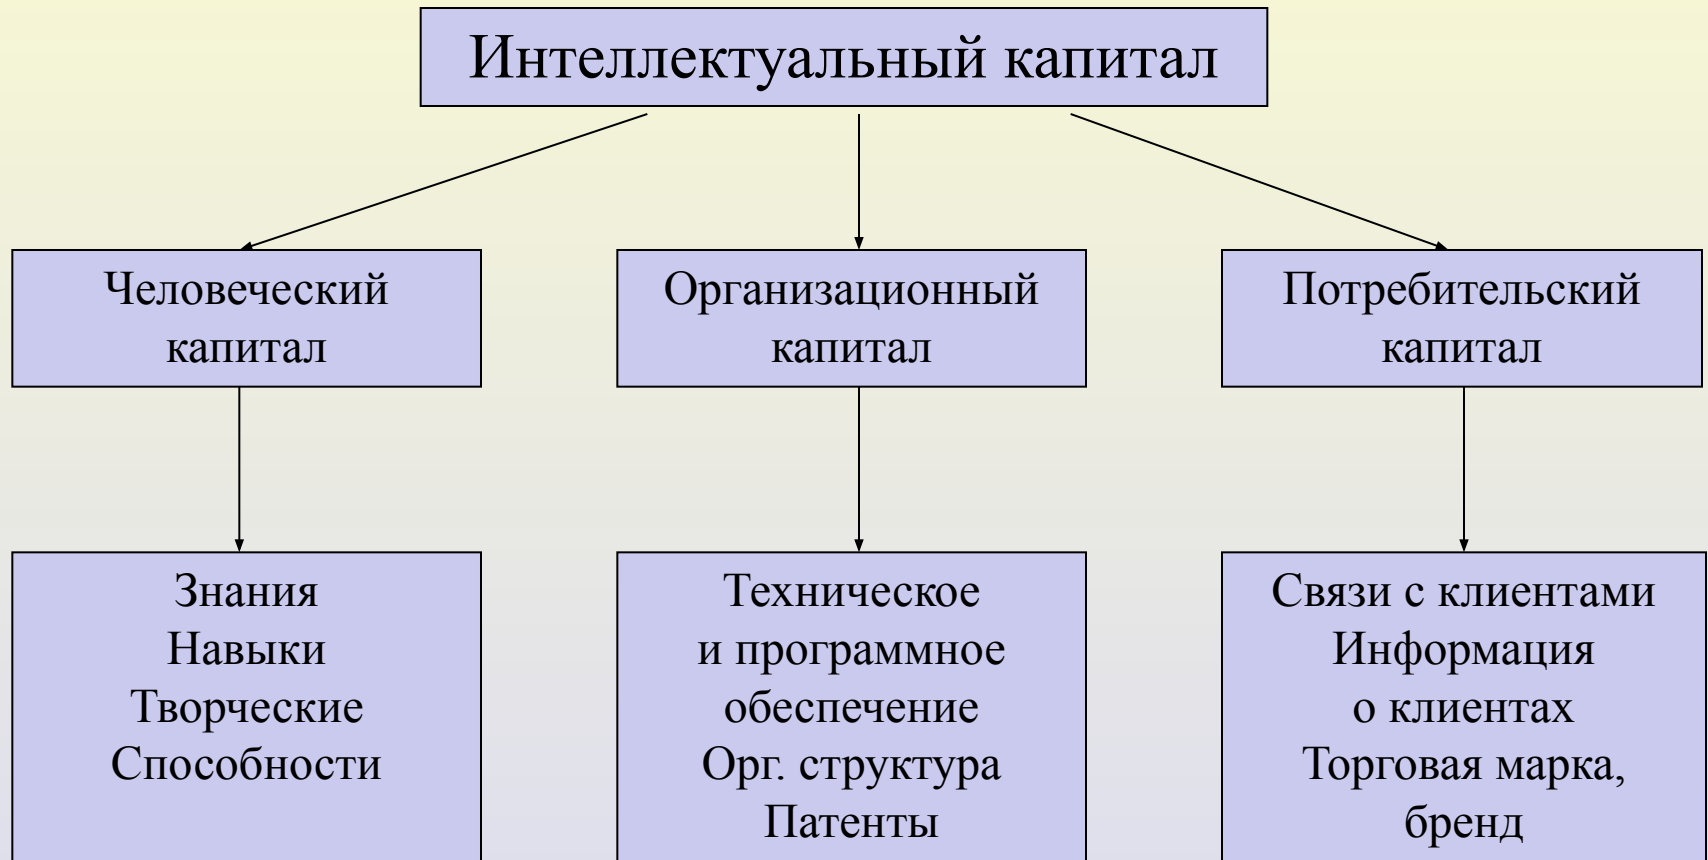 Интеллектуальный капитал
Человеческий
капитал
Организационный
капитал
Потребительский
капитал
Знания
Навыки
Творческие
Способности
Техническое
и программное
обеспечение
Орг. структура
Патенты
Связи с клиентами
Информация
о клиентах
Торговая марка,
бренд